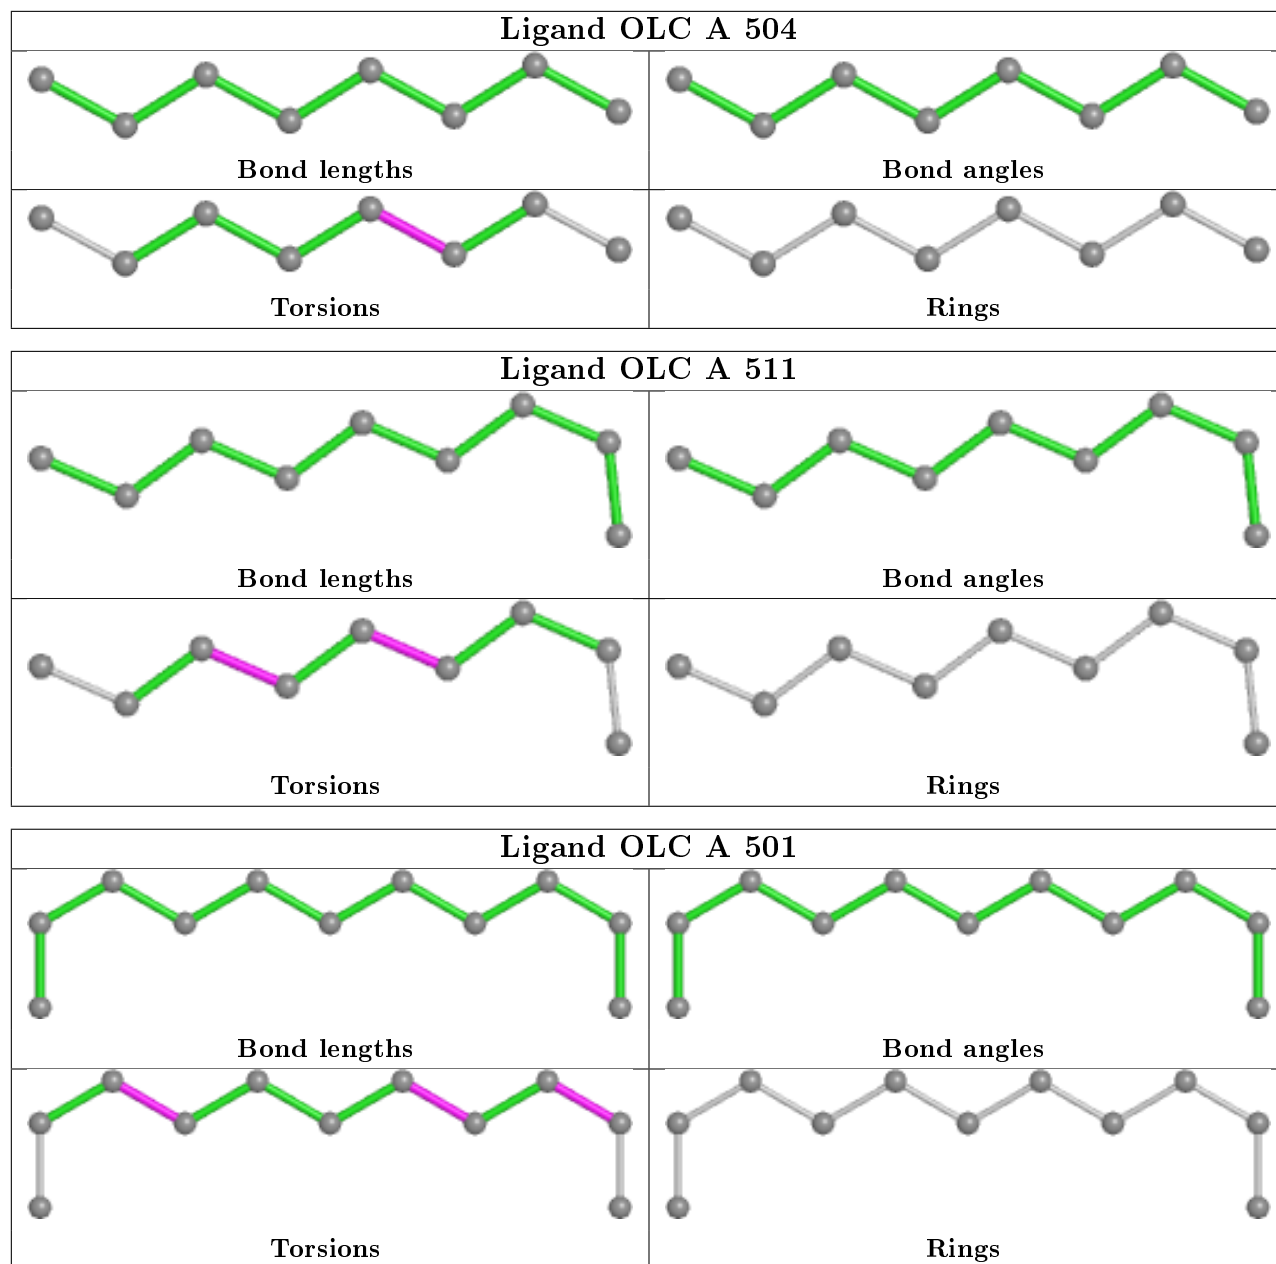 Ligand OLC A 504
Bond lengths
Bond angles
Torsions
Rings
Ligand OLC A 511
Bond lengths
Bond angles
Torsions
Rings
Ligand OLC A 501
Bond lengths
Bond angles
Torsions
Rings